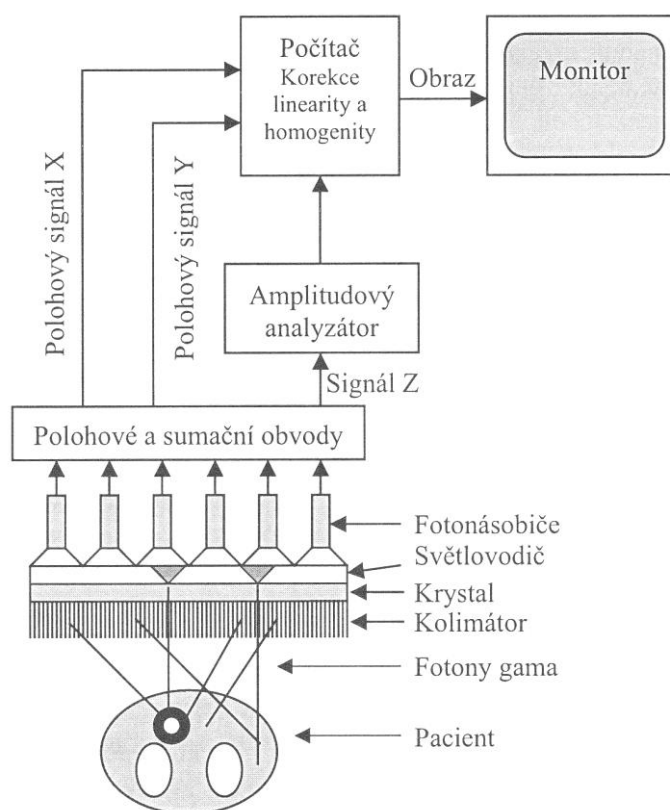 Počítač
Korekce
linearity a
homogenity
Obraz
Monitor
Polohový signál X
Polohový signál Y
Amplitudový
analyzátor
Signál Z
Polohové a sumační obvody
Fotonásobiče
Světlovodič
Krystal
Kolimátor
Fotony gama
Pacient